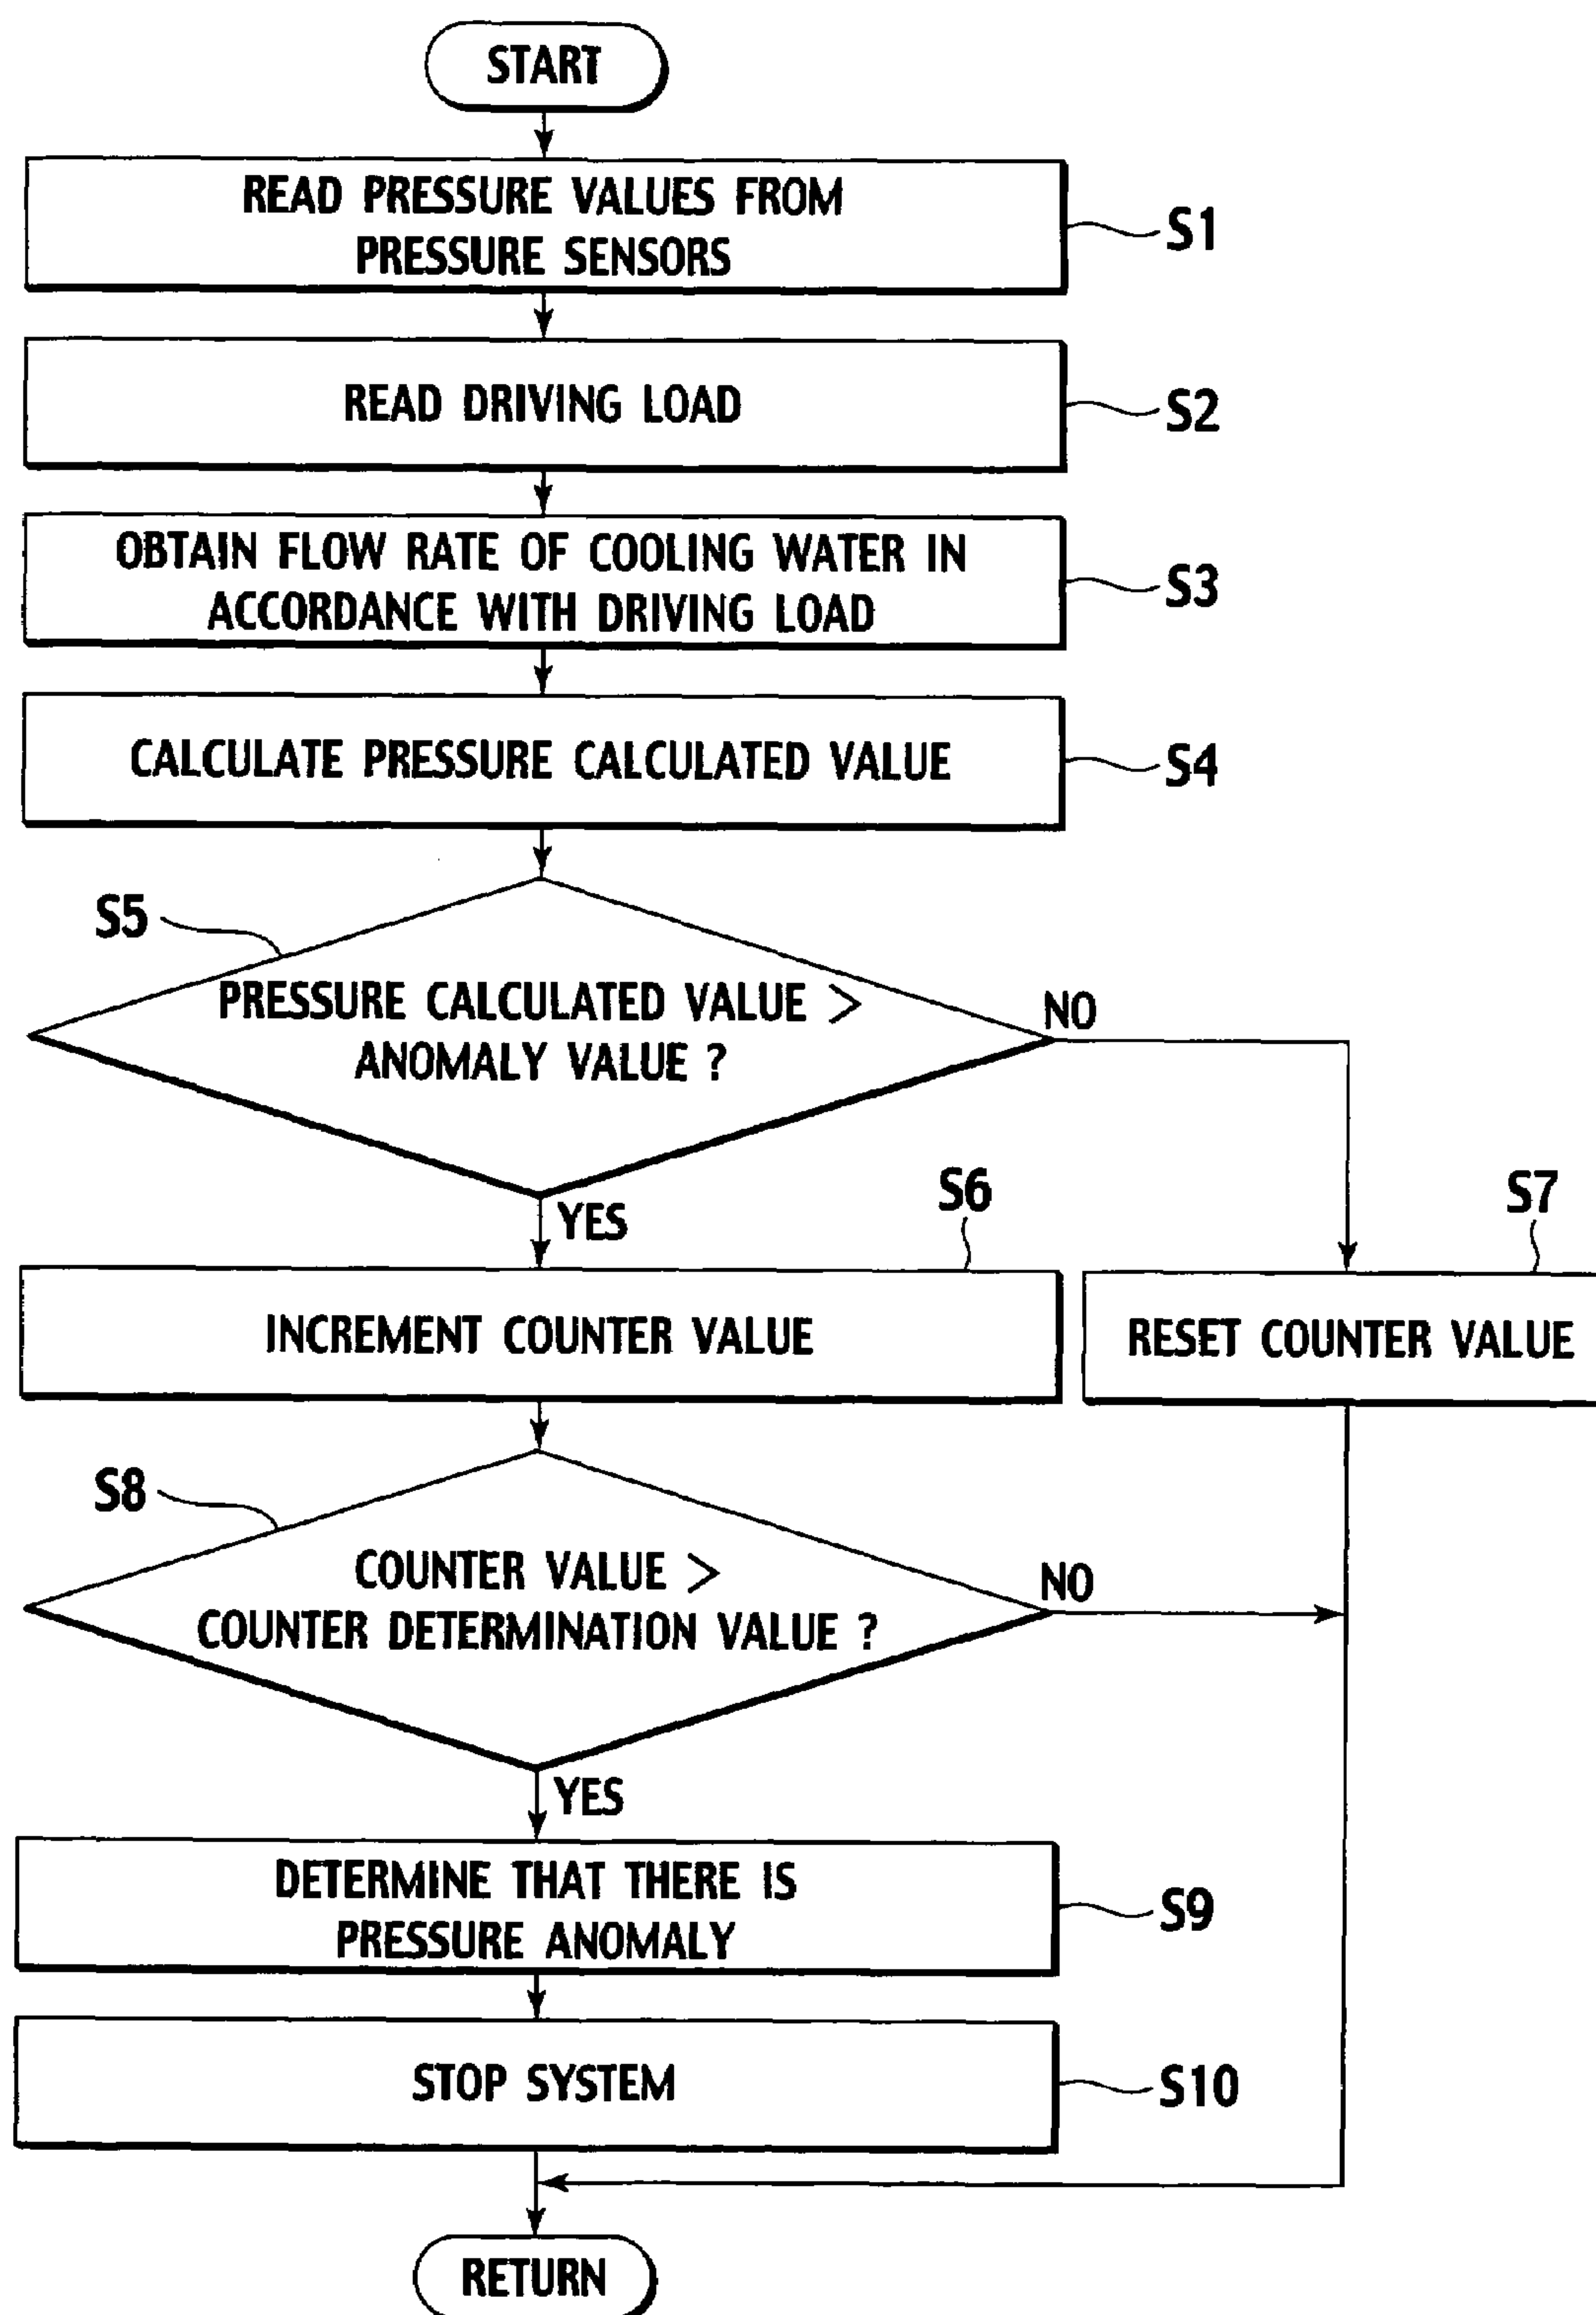 START
READ PRESSURE VALUES FROM
PRESSURE SENSORS
S1
READ DRIVING LOAD
S2
OBTAIN FLOW RATE OF COOLING WATER IN
ACCORDANCE WITH DRIVING LOAD
S3
CALCULATE PRESSURE CALCULATED VALUE
S4
S5
PRESSURE CALCULATED VALUE >
ANOMALY VALUE ?
NO
YES
S6
S7
INCREMENT COUNTER VALUE
RESET COUNTER VALUE
S8
COUNTER VALUE >
COUNTER DETERMINATION VALUE ?
NO
YES
DETERMINE THAT THERE IS
PRESSURE ANOMALY
S9
STOP SYSTEM
S10
RETURN